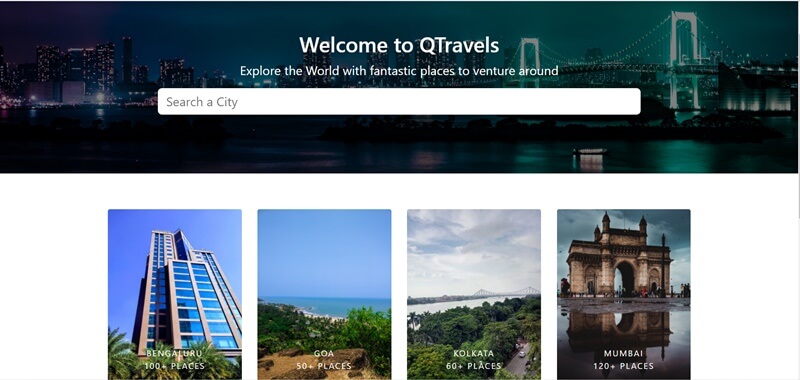 Welcome to QTravels
Explore the World with fantastic places to venture around
Search a City
BENGALURU
100+ PLACES
GOA
50+ PLACES
KOLKATA
60+ PLACES
MUMBAI
120+ PLACES